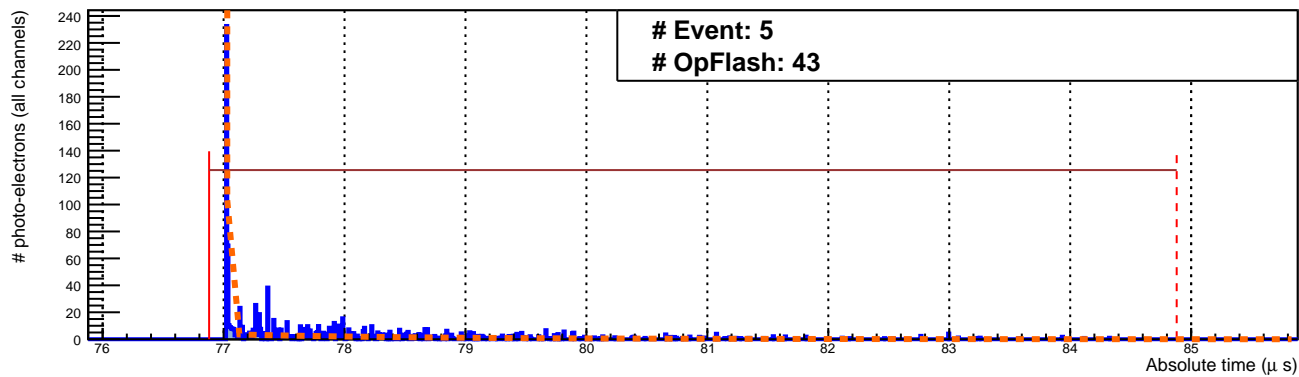 # Event: 5
# OpFlash: 43
# photo-electrons (all channels)
240
220
200
180
160
140
120
100
80
60
40
20
0
76 77 78 79 80 81 82 83 84 85
Absolute time (μ s)